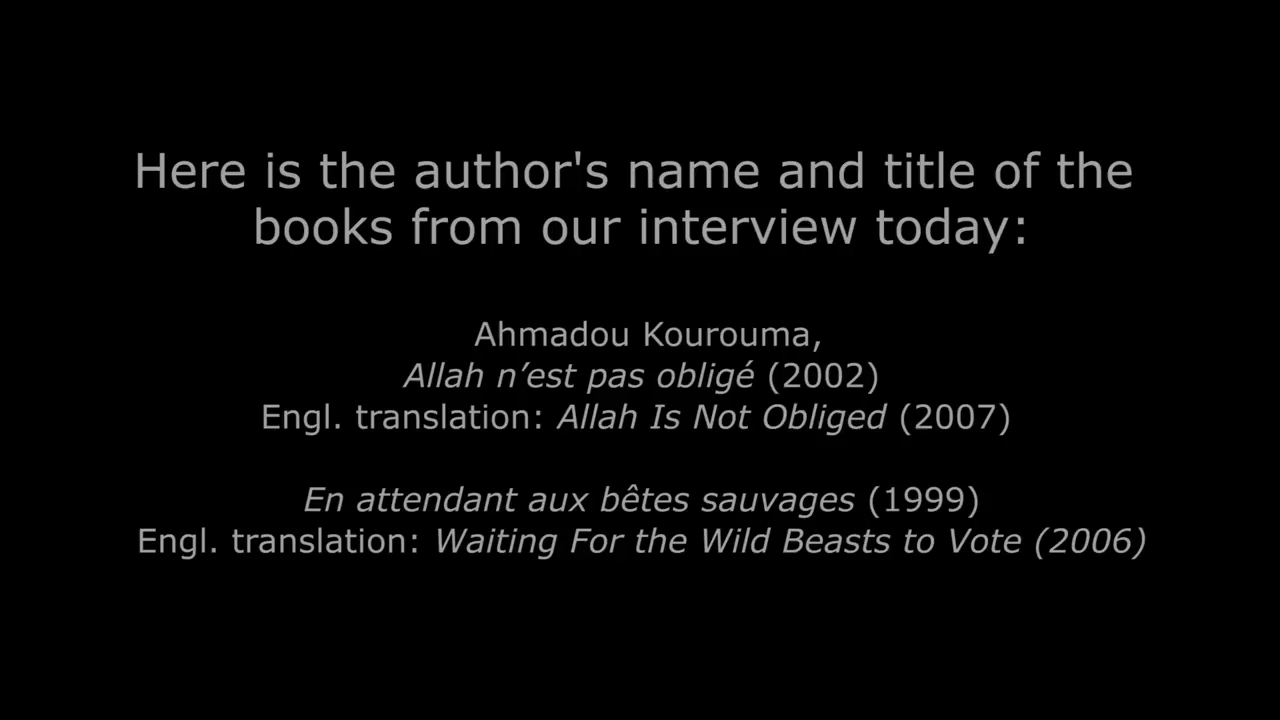 Here is the author's name and title of the
books from our interview today:
Ahmadou Kourouma,
Allah n’est pas obligé (2002)
Engl. translation: Allah Is Not Obliged (2007)
En attendant aux bêtes sauvages (1999)
Engl. translation: Waiting For the Wild Beasts to Vote (2006)